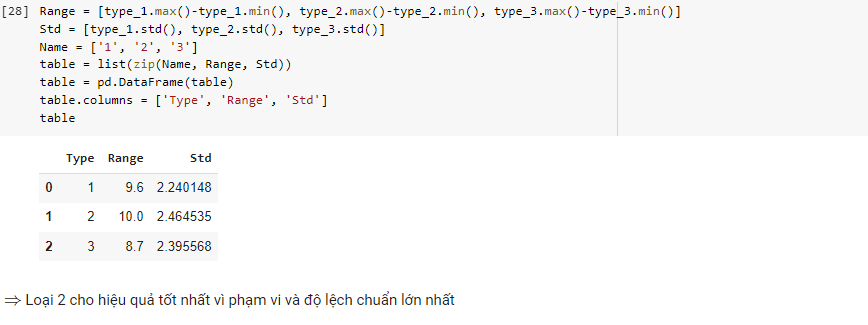 [28] Range = [type_1.max()-type_1.min(), type_2.max()-type_2.min(), type_3.max()-type_3.min()]
Std = [type_1.std(), type_2.std(), type_3.std()]
Name = ['1', '2', '3']
table = list(zip(Name, Range, Std))
table = pd.DataFrame(table)
table.columns = ['Type', 'Range', 'Std']
table
Type Range Std
0 1 9.6 2.240148
1 2 10.0 2.464535
2 3 8.7 2.395568
⇒ Loại 2 cho hiệu quả tốt nhất vì phạm vi và độ lệch chuẩn lớn nhất